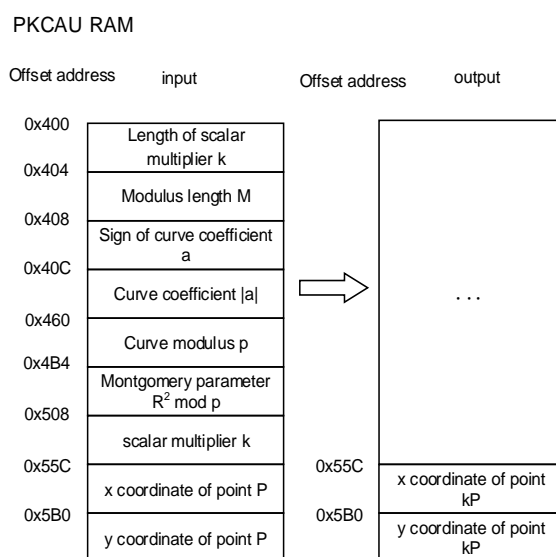 PKCAU RAM
Offset address
input
Offset address
output
0x400
Length of scalar
multiplier k
0x404
Modulus length M
0x408
Sign of curve coefficient
a
0x40C
Curve coefficient |a|
. . .
0x460
Curve modulus p
0x4B4
Montgomery parameter
R² mod p
0x508
scalar multiplier k
0x55C
x coordinate of point P
0x55C
x coordinate of point
kP
0x5B0
y coordinate of point P
0x5B0
y coordinate of point
kP